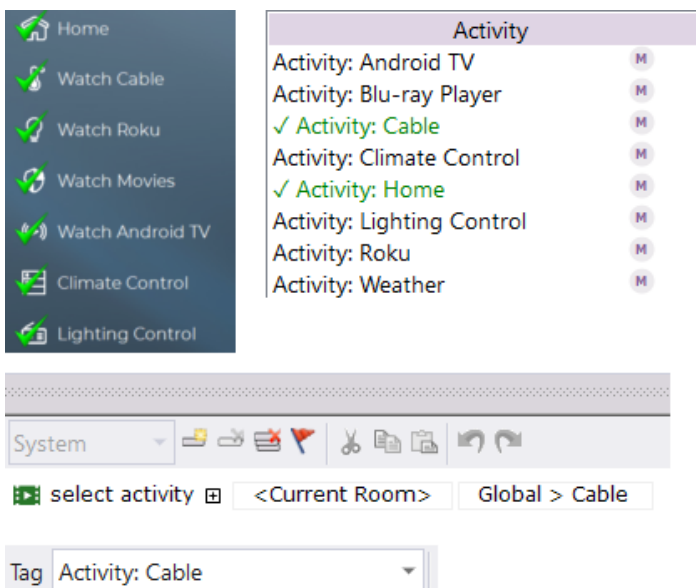 Home
Watch Cable
Watch Roku
Watch Movies
Watch Android TV
Climate Control
Lighting Control
Activity
Activity: Android TV M
Activity: Blu-ray Player M
✓ Activity: Cable M
Activity: Climate Control M
✓ Activity: Home M
Activity: Lighting Control M
Activity: Roku M
Activity: Weather M
System
select activity <Current Room> Global > Cable
Tag Activity: Cable